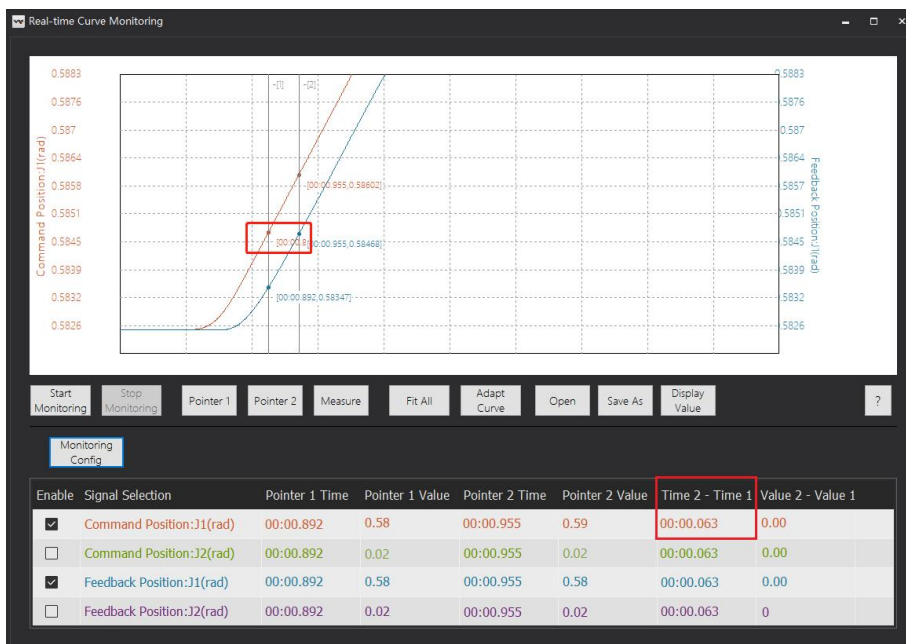 Real-time Curve Monitoring
0.5883
0.5876
0.587
0.5864
0.5858
0.5851
0.5845
0.5839
0.5832
0.5826
Command Position:J1(rad)
-[1]
-[2]
[00:00.955,0.58602]
[00:00.8
[00:00.955,0.58468]
[00:00.892,0.58347]
0.5883
.5876
.587
.5864
.5857
.5851
.5845
.5839
.5832
.5826
Feedback Position:J1(rad)
Start
Monitoring
Stop
Monitoring
Pointer 1
Pointer 2
Measure
Fit All
Adapt
Curve
Open
Save As
Display
Value
?
Monitoring
Config
Enable Signal Selection Pointer 1 Time Pointer 1 Value Pointer 2 Time Pointer 2 Value Time 2 - Time 1 Value 2 - Value 1
Command Position:J1(rad) 00:00.892 0.58 00:00.955 0.59 00:00.063 0.00
Command Position:J2(rad) 00:00.892 0.02 00:00.955 0.02 00:00.063 0.00
Feedback Position:J1(rad) 00:00.892 0.58 00:00.955 0.58 00:00.063 0.00
Feedback Position:J2(rad) 00:00.892 0.02 00:00.955 0.02 00:00.063 0